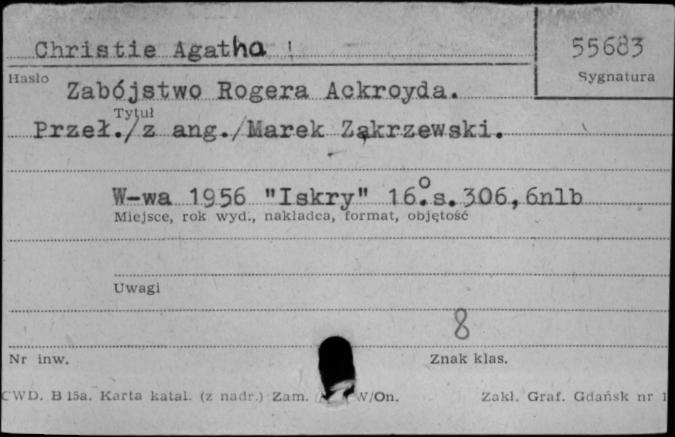 Christie Agatha
55683
Hasło
Sygnatura
Zabójstwo Rogera Ackroyda.
Tytuł
Przeł./z ang./Marek Zakrzewski.
W-wa 1956 "Iskry" 16.° s.306,6nlb
Miejsce, rok wyd., nakładca, format, objętość
Uwagi
8
Nr inw.
Znak klas.
CWD. B 15a. Karta katal. (z nadr.) Zam. W/On.
Zakł. Graf. Gdańsk nr 1